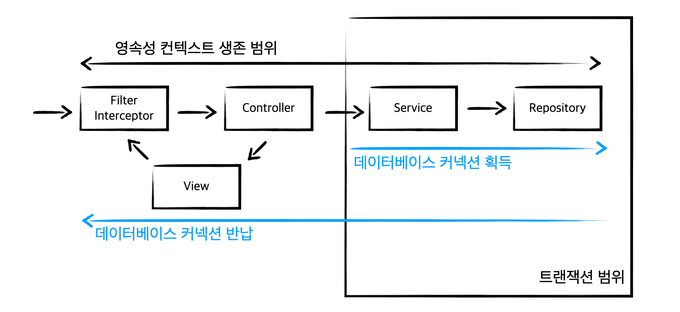 영속성 컨텍스트 생존 범위
Filter
Interceptor
Controller
Service
Repository
View
데이터베이스 커넥션 획득
데이터베이스 커넥션 반납
트랜잭션 범위